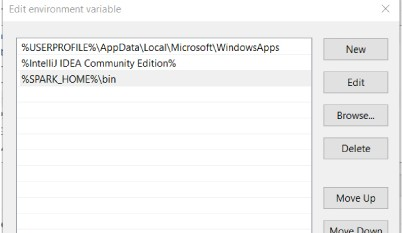 Edit environment variable
%USERPROFILE%\AppData\Local\Microsoft\WindowsApps
%IntelliJ IDEA Community Edition%
%SPARK_HOME%\bin
New
Edit
Browse...
Delete
Move Up
Move Down